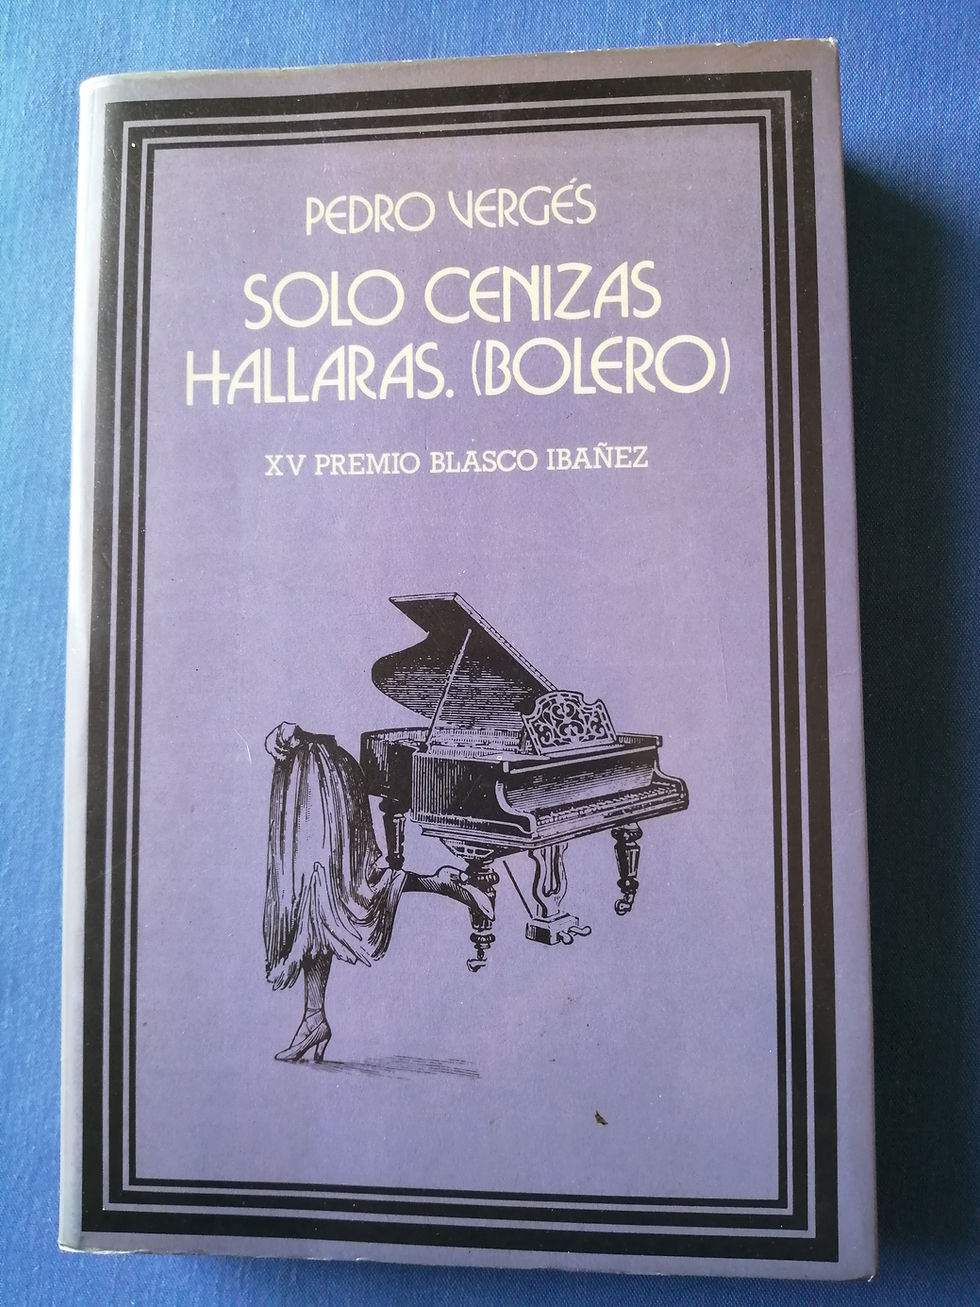 PEDRO VERGÉS
SOLO CENIZAS
HALLARAS. (BOLERO)
XV PREMIO BLASCO IBAÑEZ